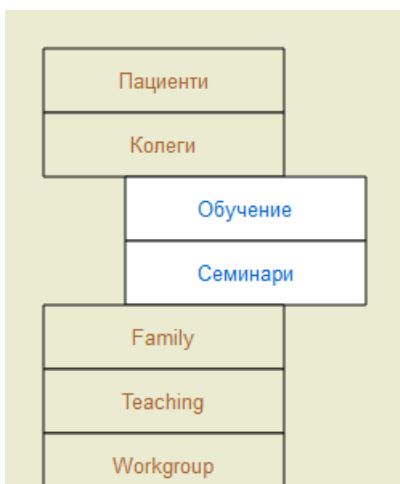 Пациенти
Колеги
Обучение
Семинари
Family
Teaching
Workgroup